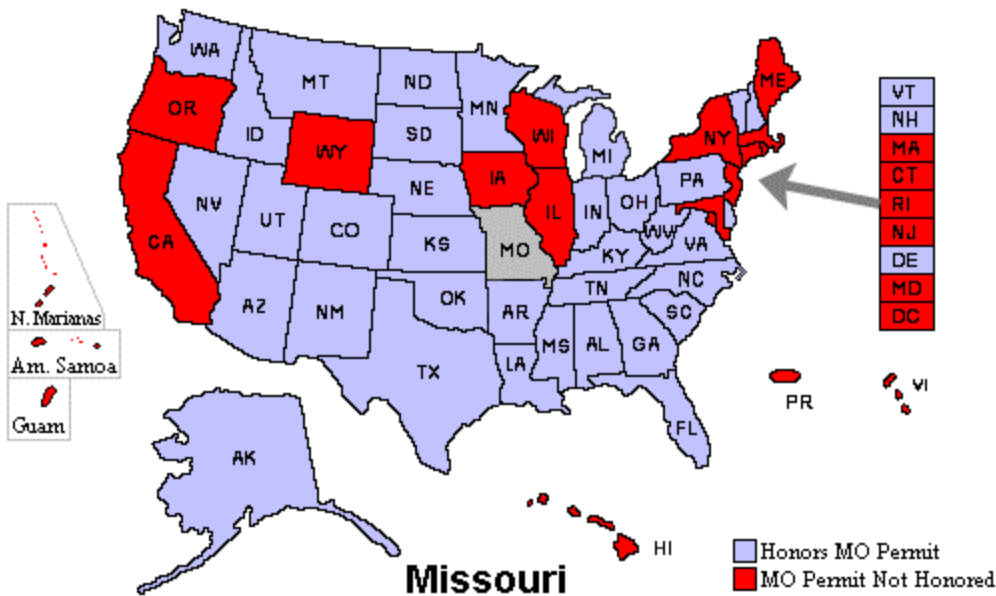 WA
MT
ND
MN
ME
OR
ID
SD
WI
MI
NY
WY
IA
NE
PA
NV
UT
CO
IL
IN
OH
WV
VA
CA
KS
MO
KY
AZ
NM
OK
AR
TN
NC
SC
MS
AL
GA
LA
TX
FL
AK
HI
VT
NH
MA
CT
RI
NJ
DE
MD
DC
N. Marianas
Am. Samoa
Guam
PR
VI
Honors MO Permit
MO Permit Not Honored
Missouri